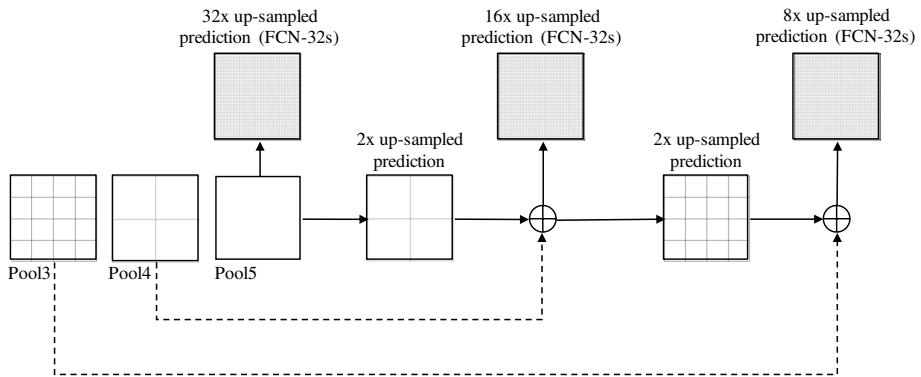 32x up-sampled
prediction (FCN-32s)
16x up-sampled
prediction (FCN-32s)
8x up-sampled
prediction (FCN-32s)
2x up-sampled
prediction
2x up-sampled
prediction
Pool3
Pool4
Pool5